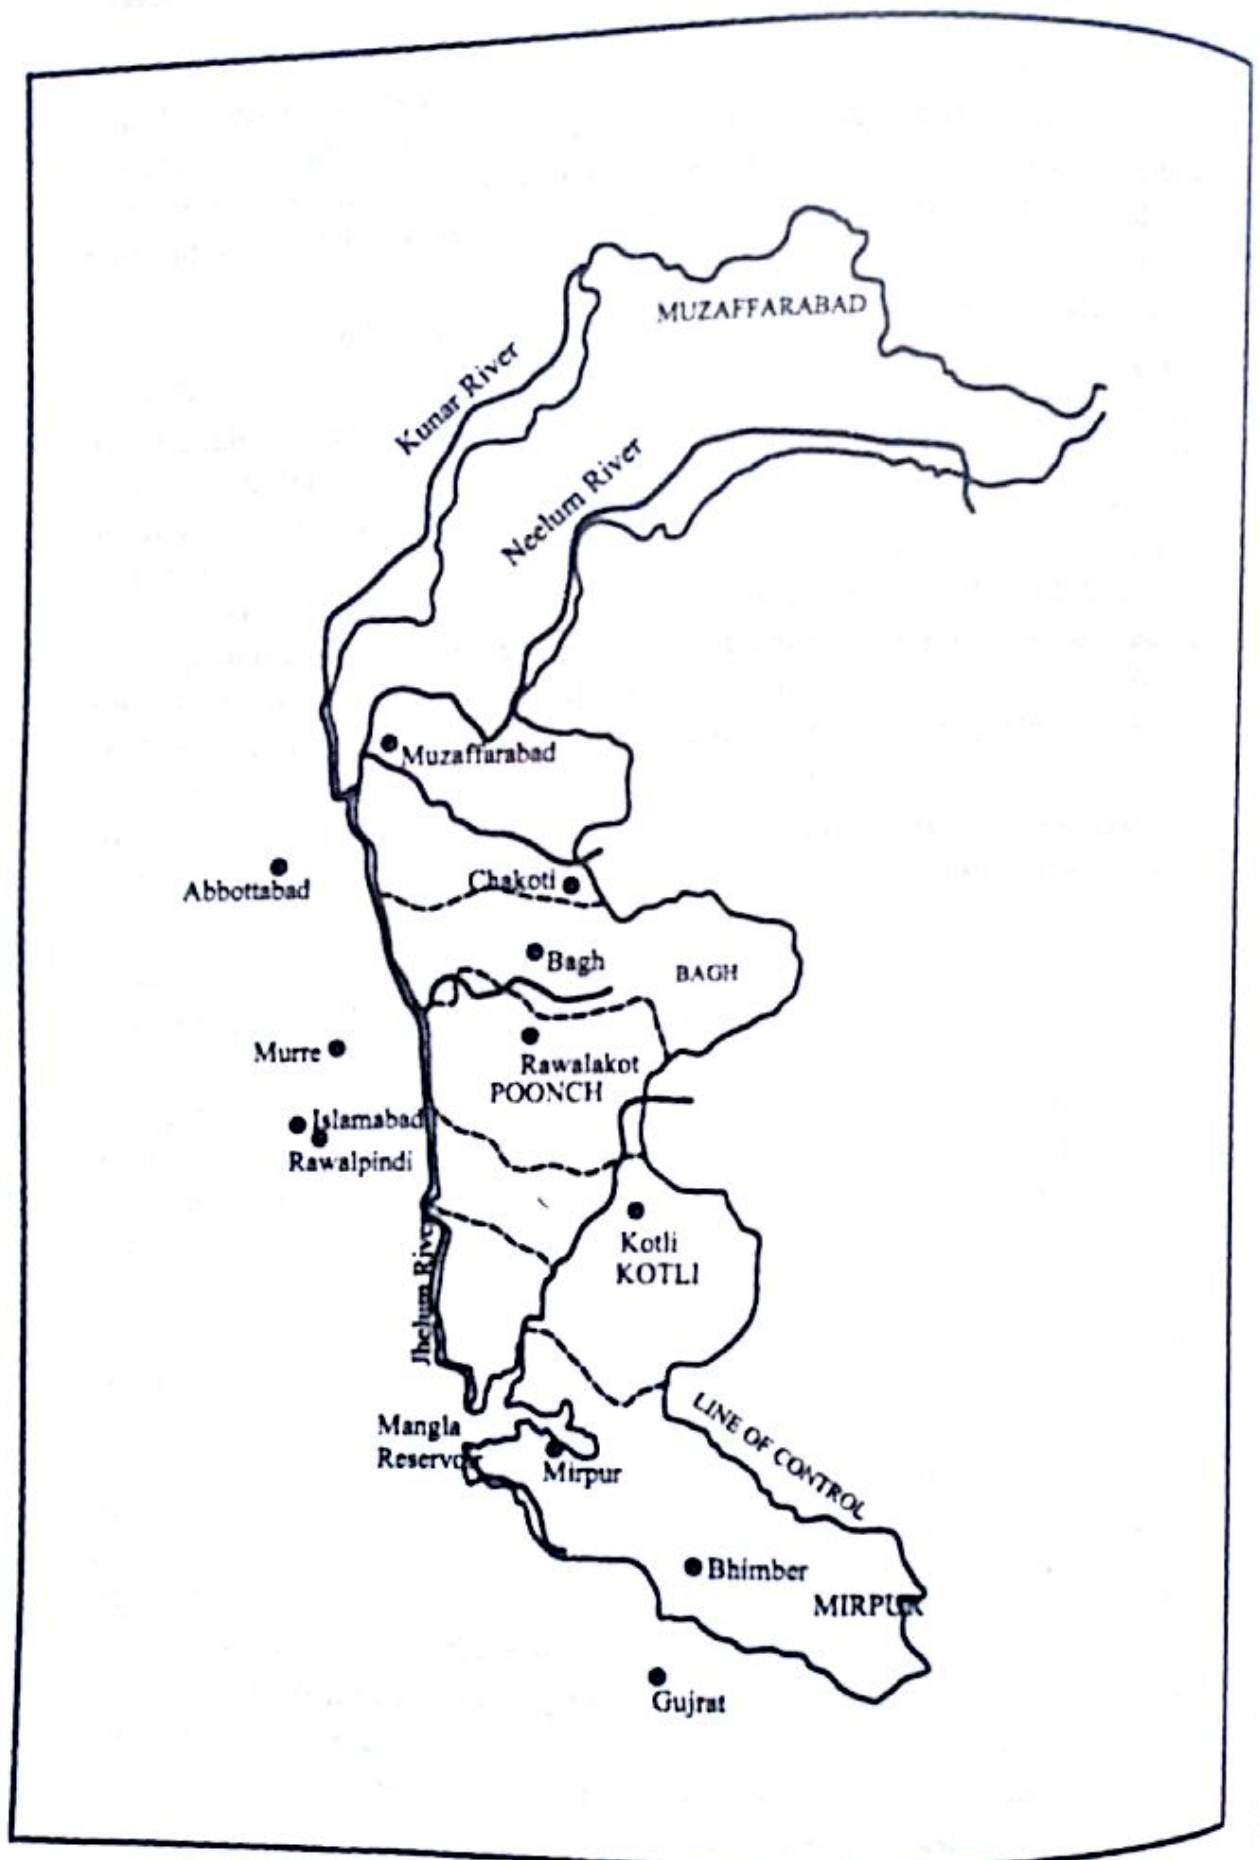 MUZAFFARABAD
Kunar River
Neelum River
Muzaffarabad
Abbottabad
Chakoti
Bagh
BAGH
Murre
Rawalakot
POONCH
Islamabad
Rawalpindi
Kotli
KOTLI
Jhelum River
LINE OF CONTROL
Mangla
Reservoir
Mirpur
Bhimber
MIRPUR
Gujrat